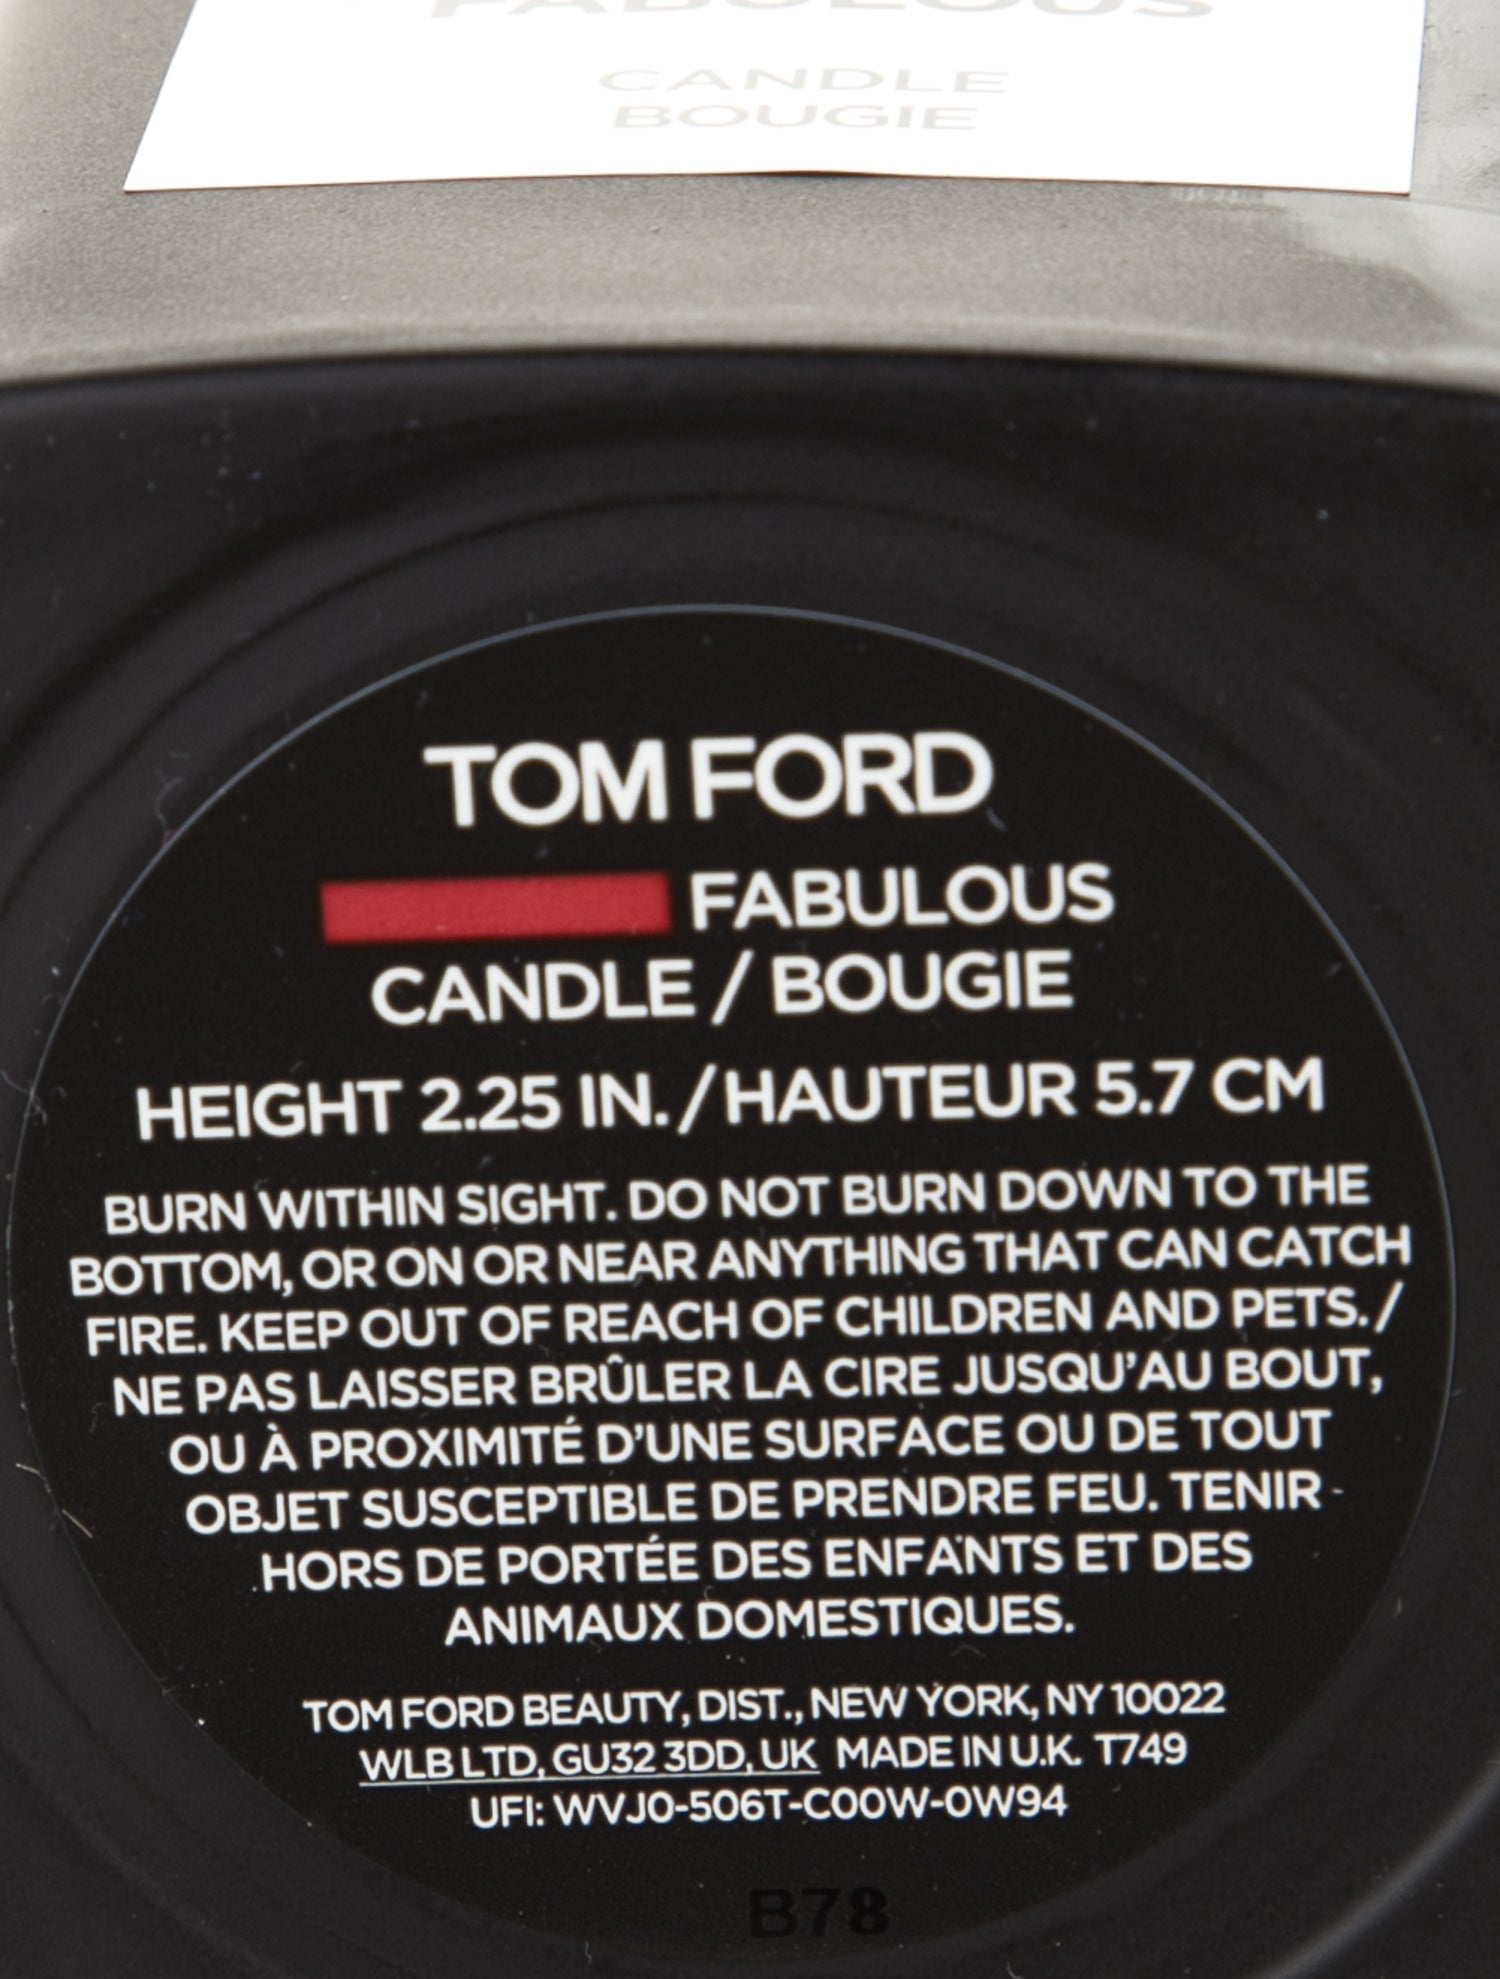 FABULOUS
CANDLE
BOUGIE
TOM FORD
FABULOUS
CANDLE / BOUGIE
HEIGHT 2.25 IN. / HAUTEUR 5.7 CM
BURN WITHIN SIGHT. DO NOT BURN DOWN TO THE
BOTTOM, OR ON OR NEAR ANYTHING THAT CAN CATCH
FIRE. KEEP OUT OF REACH OF CHILDREN AND PETS. /
NE PAS LAISSER BRÛLER LA CIRE JUSQU'AU BOUT,
OU À PROXIMITÉ D'UNE SURFACE OU DE TOUT
OBJET SUSCEPTIBLE DE PRENDRE FEU. TENIR
HORS DE PORTÉE DES ENFANTS ET DES
ANIMAUX DOMESTIQUES.
TOM FORD BEAUTY, DIST., NEW YORK, NY 10022
WLB LTD, GU32 3DD, UK MADE IN U.K. T749
UFI: WVJ0-506T-C00W-0W94
B78